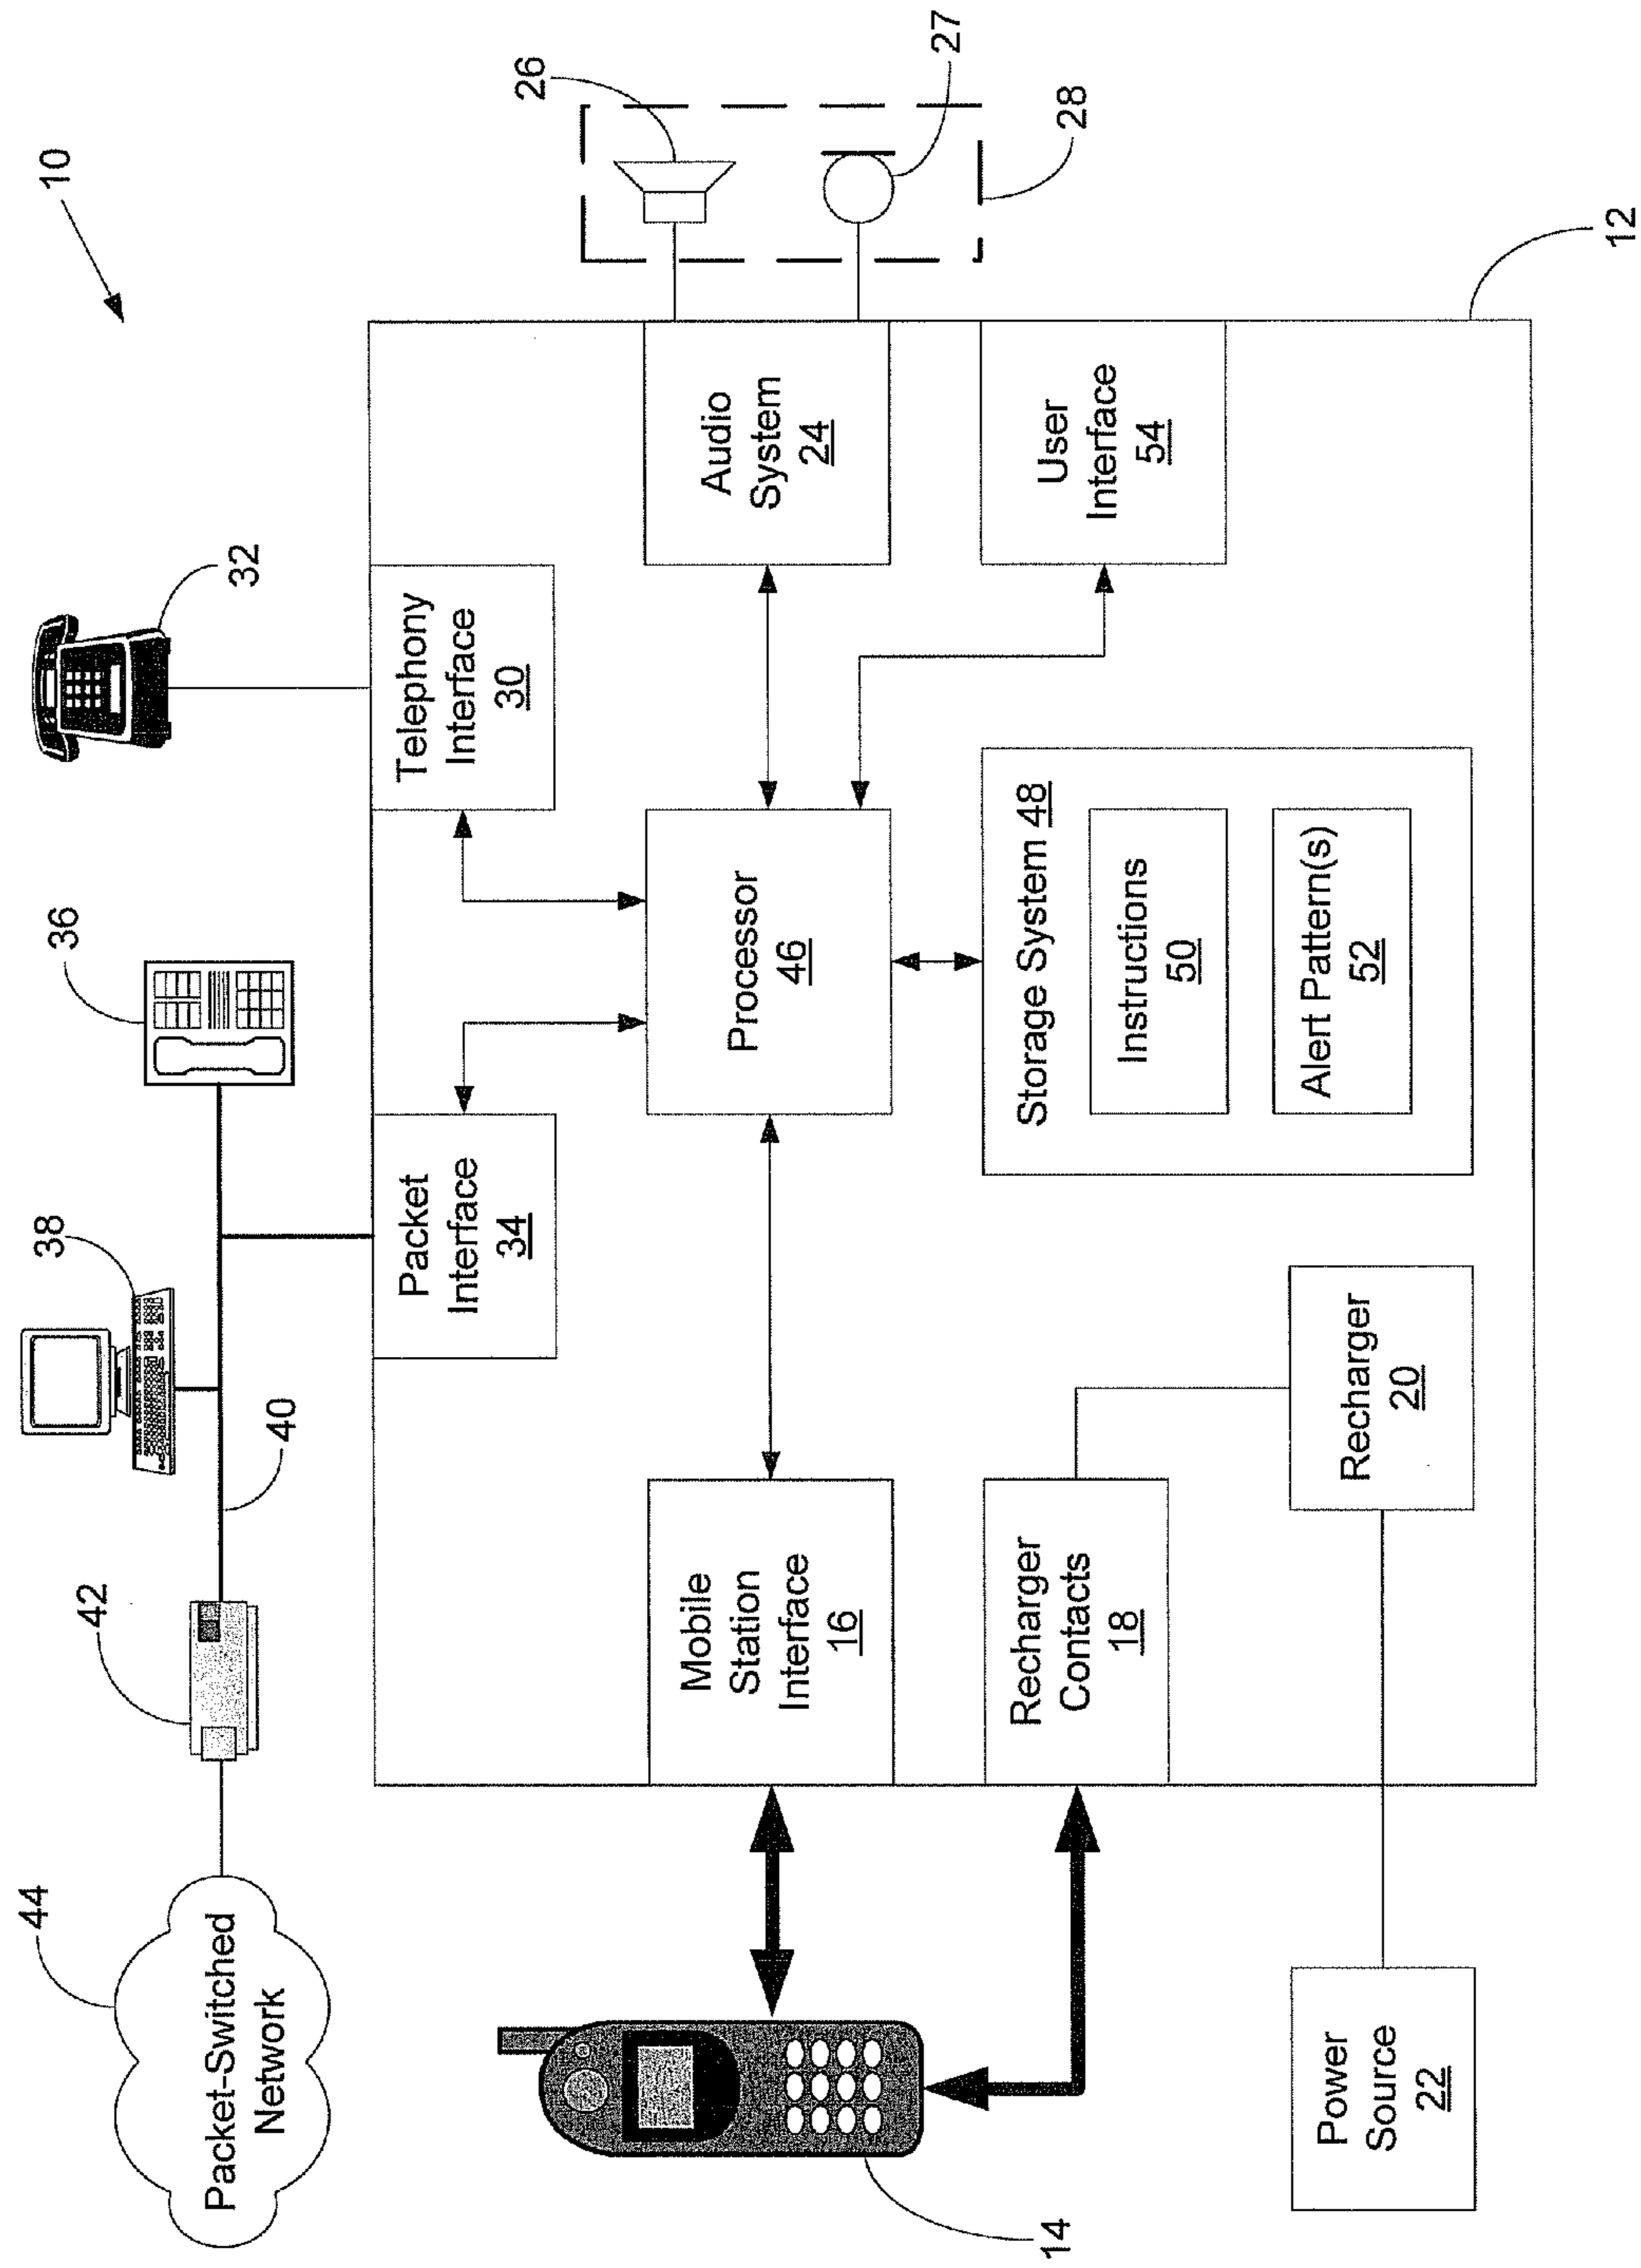 10
44
Packet-Switched
Network
42
40
38
36
32
26
27
28
12
14
Packet
Interface
34
Telephony
Interface
30
Mobile
Station
Interface
16
Processor
46
Audio
System
24
Recharger
Contacts
18
Storage System 48
Instructions
50
Alert Pattern(s)
52
User
Interface
54
Recharger
20
Power
Source
22